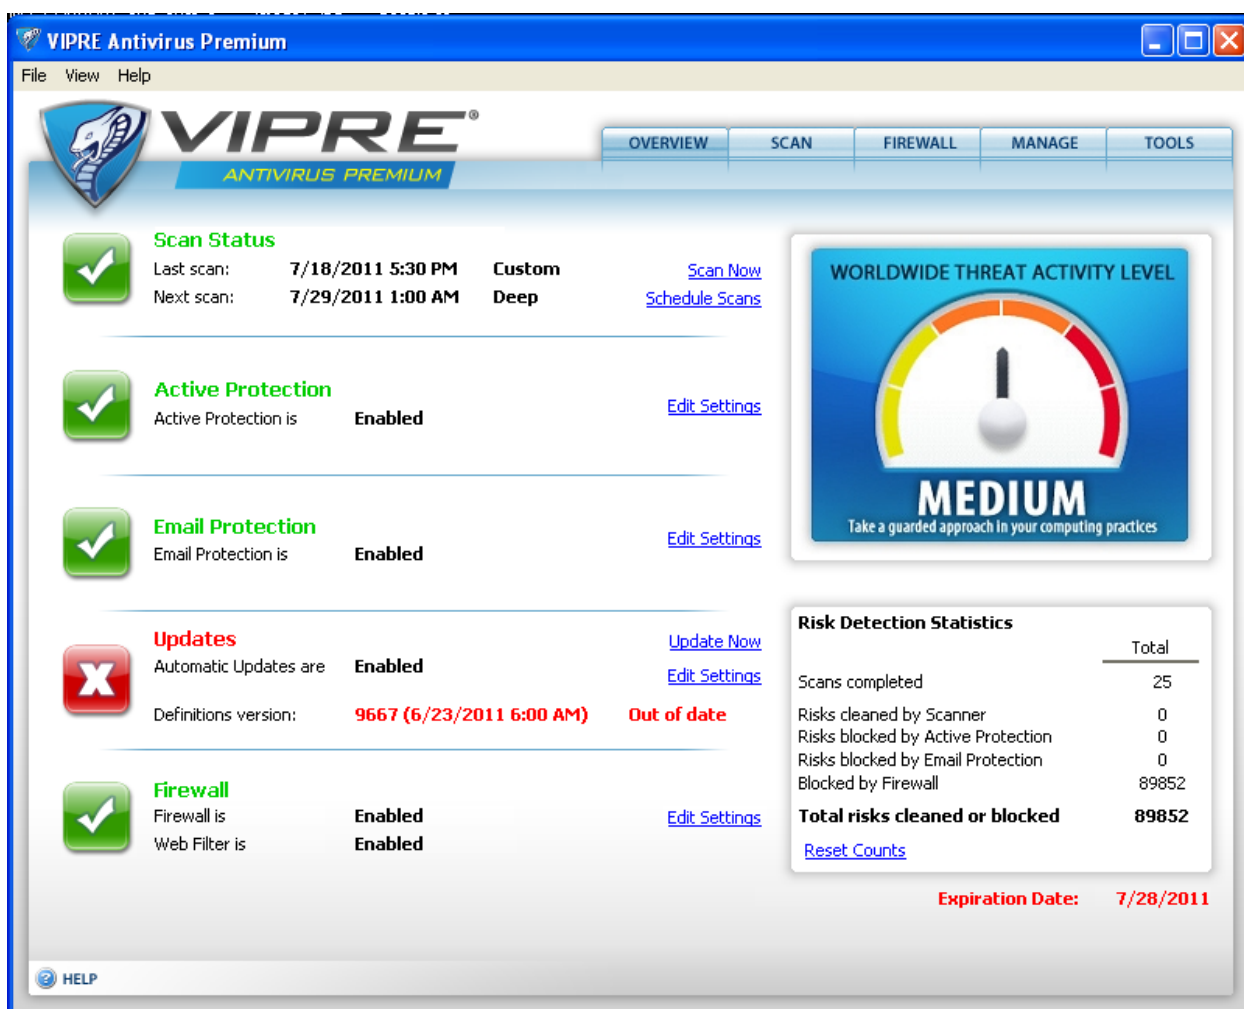 VIPRE Antivirus Premium
File View Help
VIPRE®
ANTIVIRUS PREMIUM
OVERVIEW SCAN FIREWALL MANAGE TOOLS
Scan Status
Last scan: 7/18/2011 5:30 PM Custom Scan Now
Next scan: 7/29/2011 1:00 AM Deep Schedule Scans
Active Protection
Active Protection is Enabled Edit Settings
Email Protection
Email Protection is Enabled Edit Settings
Updates
Update Now
Automatic Updates are Enabled Edit Settings
Definitions version: 9667 (6/23/2011 6:00 AM) Out of date
Firewall
Firewall is Enabled Edit Settings
Web Filter is Enabled
WORLDWIDE THREAT ACTIVITY LEVEL
MEDIUM
Take a guarded approach in your computing practices
Risk Detection Statistics
Total
Scans completed 25
Risks cleaned by Scanner 0
Risks blocked by Active Protection 0
Risks blocked by Email Protection 0
Blocked by Firewall 89852
Total risks cleaned or blocked 89852
Reset Counts
Expiration Date: 7/28/2011
HELP